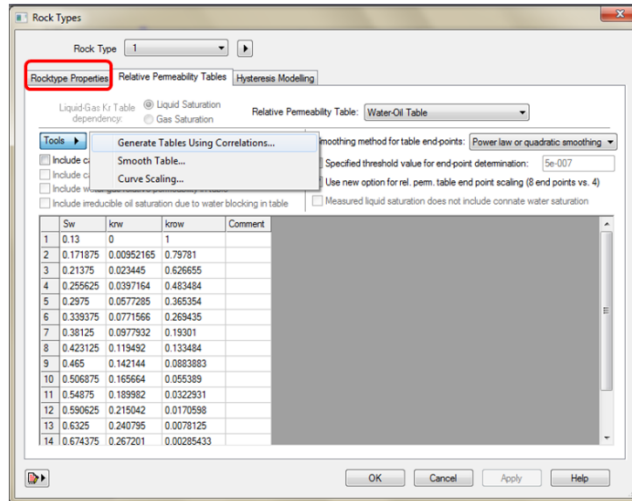 Rock Types
Rock Type 1
Rocktype Properties Relative Permeability Tables Hysteresis Modelling
Liquid-Gas Kr Table dependency: Liquid Saturation Gas Saturation
Relative Permeability Table: Water-Oil Table
Tools
Generate Tables Using Correlations...
Smooth Table...
Curve Scaling...
Smoothing method for table end-points: Power law or quadratic smoothing
Include
Specified threshold value for end-point determination: 5e-007
Include
Use new option for rel. perm. table end point scaling (8 end points vs. 4)
Include
Measured liquid saturation does not include connate water saturation
Include irreducible oil saturation due to water blocking in table
Sw krw krow Comment
1 0.13 0 1
2 0.171875 0.00952165 0.79781
3 0.21375 0.023445 0.626655
4 0.255625 0.0397164 0.483484
5 0.2975 0.0577285 0.365354
6 0.339375 0.0771566 0.269435
7 0.38125 0.0977932 0.19301
8 0.423125 0.119492 0.133484
9 0.465 0.142144 0.0883883
10 0.506875 0.165664 0.055389
11 0.54875 0.189982 0.0322931
12 0.590625 0.215042 0.0170598
13 0.6325 0.240795 0.0078125
14 0.674375 0.267201 0.00285433
OK Cancel Apply Help